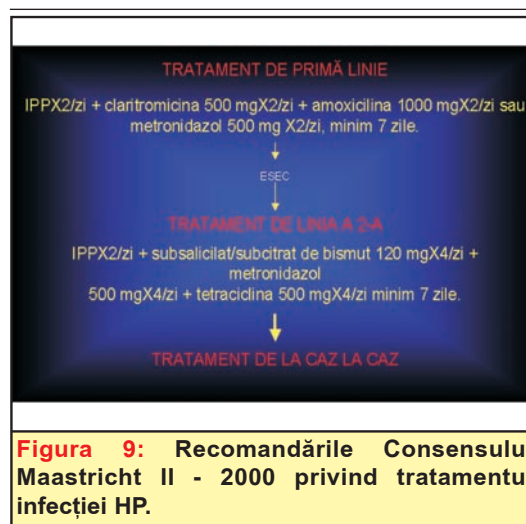 TRATAMENT DE PRIMĂ LINIE
IPPX2/zi + claritromicina 500 mgX2/zi + amoxicilina 1000 mgX2/zi sau
metronidazol 500 mg X2/zi, minim 7 zile.
ESEC
TRATAMENT DE LINIA A 2-A
IPPX2/zi + subsalicilat/subcitrat de bismut 120 mgX4/zi +
metronidazol
500 mgX4/zi + tetraciclina 500 mgX4/zi minim 7 zile.
TRATAMENT DE LA CAZ LA CAZ
Figura 9: Recomandările Consensulu
Maastricht II - 2000 privind tratamentu
infecției HP.